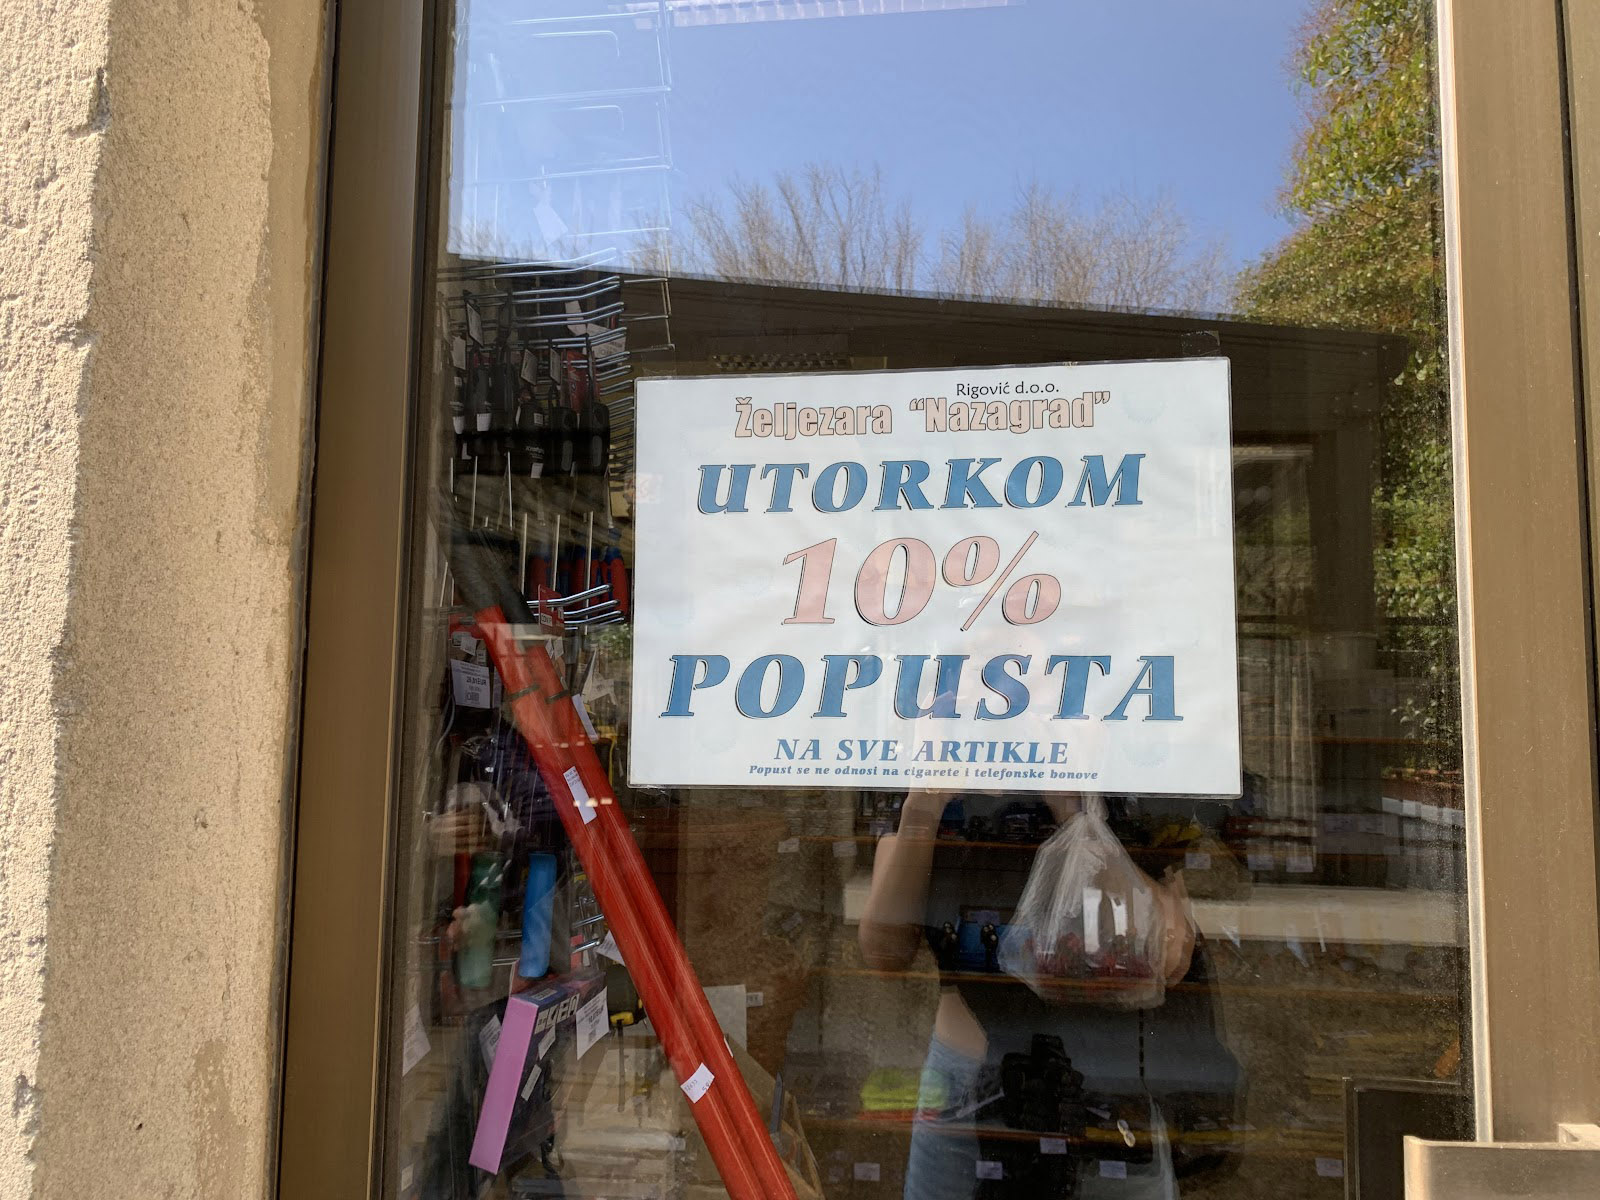 Rigović d.o.o.
Željezara “Nazagrad”
UTORKOM
10%
POPUSTA
NA SVE ARTIKLE
Popust se ne odnosi na cigarete i telefonske bonove